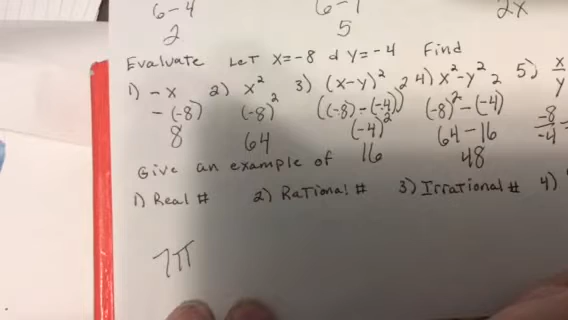 6-4 6-1 2x
2 5
Evaluate Let x=-8 & y=-4 Find
1) -x 2) x² 3) (x-y)² 4) x²-y² 5) x/y
-(-8) (-8)² ((-8)-(-4))² (-8)²-(-4)² -8/-4 =
8 64 (-4)² 64-16
16 48
Give an example of
1) Real # 2) Rational # 3) Irrational # 4)
7π